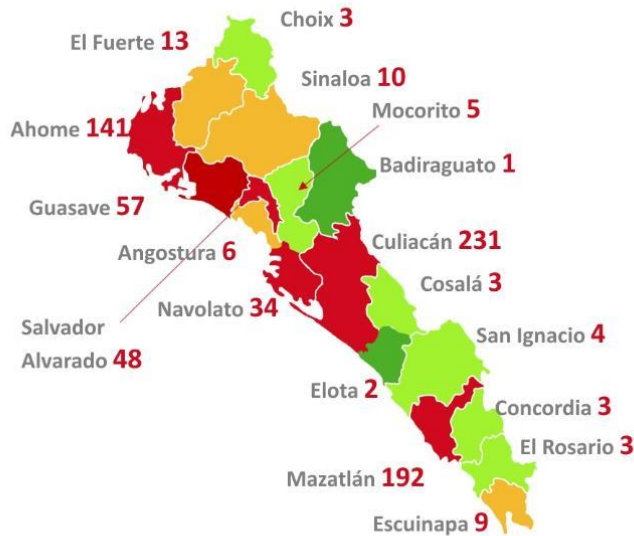 Choix 3
El Fuerte 13
Sinaloa 10
Mocorito 5
Ahome 141
Badiraguato 1
Guasave 57
Culiacán 231
Angostura 6
Cosalá 3
Navolato 34
Salvador
Alvarado 48
San Ignacio 4
Elota 2
Concordia 3
El Rosario 3
Mazatlán 192
Escuinapa 9